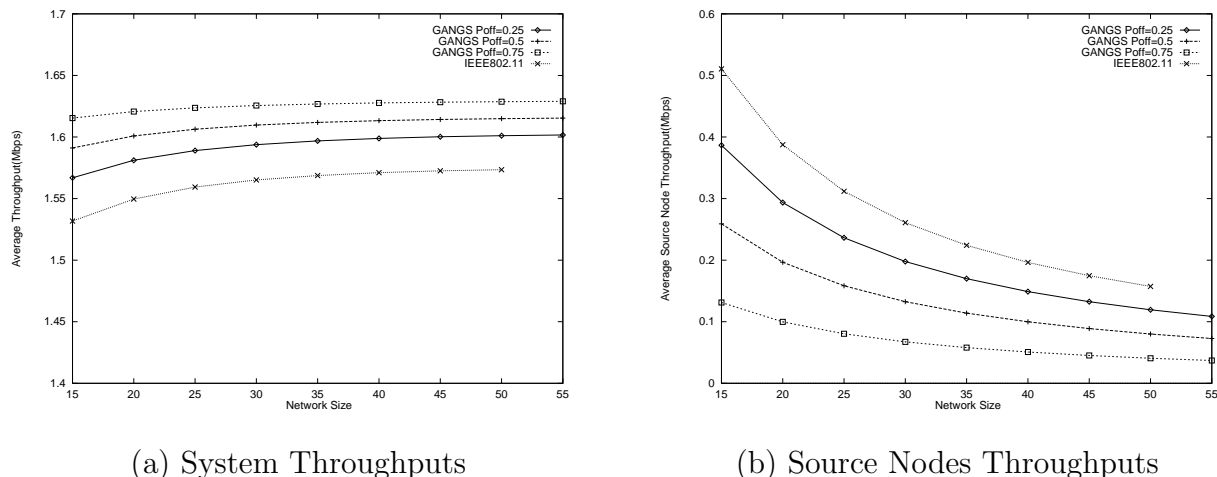 1.7
1.65
1.6
1.55
1.5
1.45
1.4
15 20 25 30 35 40 45 50 55
Average Throughput(Mbps)
Network Size
GANGS Poff=0.25
GANGS Poff=0.5
GANGS Poff=0.75
IEEE802.11
(a) System Throughputs
0.6
0.5
0.4
0.3
0.2
0.1
0
15 20 25 30 35 40 45 50 55
Average Source Node Throughput(Mbps)
Network Size
GANGS Poff=0.25
GANGS Poff=0.5
GANGS Poff=0.75
IEEE802.11
(b) Source Nodes Throughputs